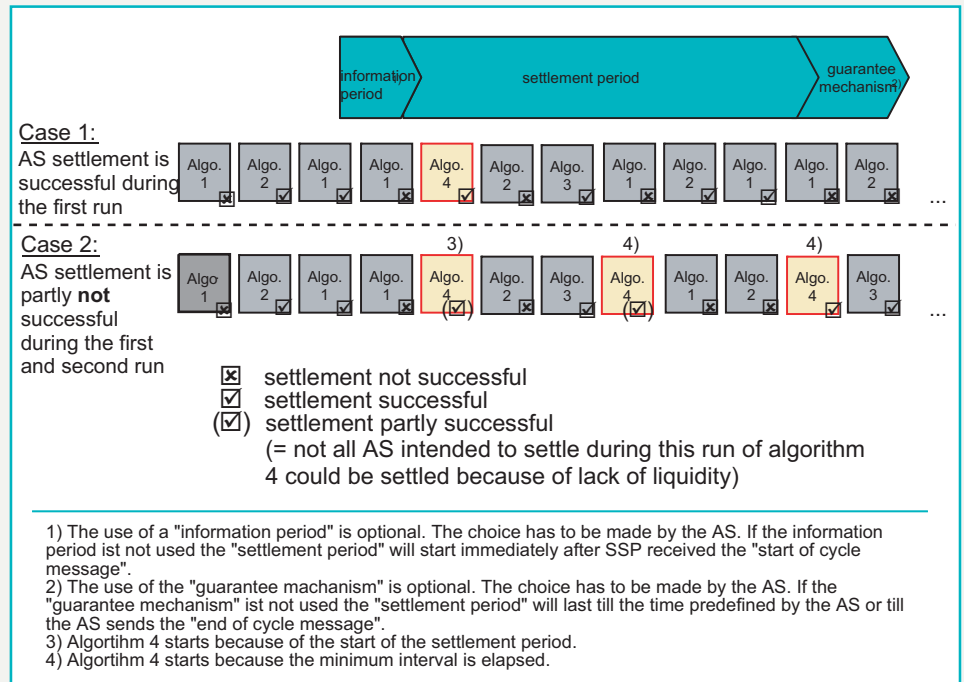 information 1)
period
settlement period
guarantee
mechanism 2)
Case 1:
AS settlement is
successful during
the first run
Algo. 1
Algo. 2
Algo. 1
Algo. 1
Algo. 4
Algo. 2
Algo. 3
Algo. 1
Algo. 2
Algo. 1
Algo. 1
Algo. 2
...
Case 2:
AS settlement is
partly not
successful
during the first
and second run
3)
4)
4)
Algo. 1
Algo. 2
Algo. 1
Algo. 1
Algo. 4
Algo. 2
Algo. 3
Algo. 4
Algo. 1
Algo. 2
Algo. 4
Algo. 3
...
settlement not successful
settlement successful
settlement partly successful
(= not all AS intended to settle during this run of algorithm
4 could be settled because of lack of liquidity)
1) The use of a "information period" is optional. The choice has to be made by the AS. If the information
period ist not used the "settlement period" will start immediately after SSP received the "start of cycle
message".
2) The use of the "guarantee machanism" is optional. The choice has to be made by the AS. If the
"guarantee mechanism" ist not used the "settlement period" will last till the time predefined by the AS or till
the AS sends the "end of cycle message".
3) Algortihm 4 starts because of the start of the settlement period.
4) Algortihm 4 starts because the minimum interval is elapsed.